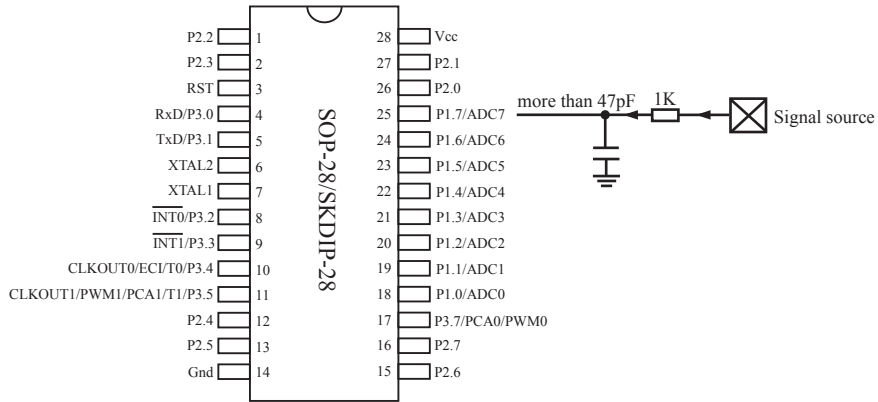 P2.2 1 28 Vcc
P2.3 2 27 P2.1
RST 3 26 P2.0
RxD/P3.0 4 25 P1.7/ADC7 more than 47pF 1K Signal source
TxD/P3.1 5 24 P1.6/ADC6
XTAL2 6 23 P1.5/ADC5
XTAL1 7 22 P1.4/ADC4
INT0/P3.2 8 21 P1.3/ADC3
INT1/P3.3 9 20 P1.2/ADC2
CLKOUT0/ECI/T0/P3.4 10 19 P1.1/ADC1
CLKOUT1/PWM1/PCA1/T1/P3.5 11 18 P1.0/ADC0
P2.4 12 17 P3.7/PCA0/PWM0
P2.5 13 16 P2.7
Gnd 14 15 P2.6
SOP-28/SKDIP-28